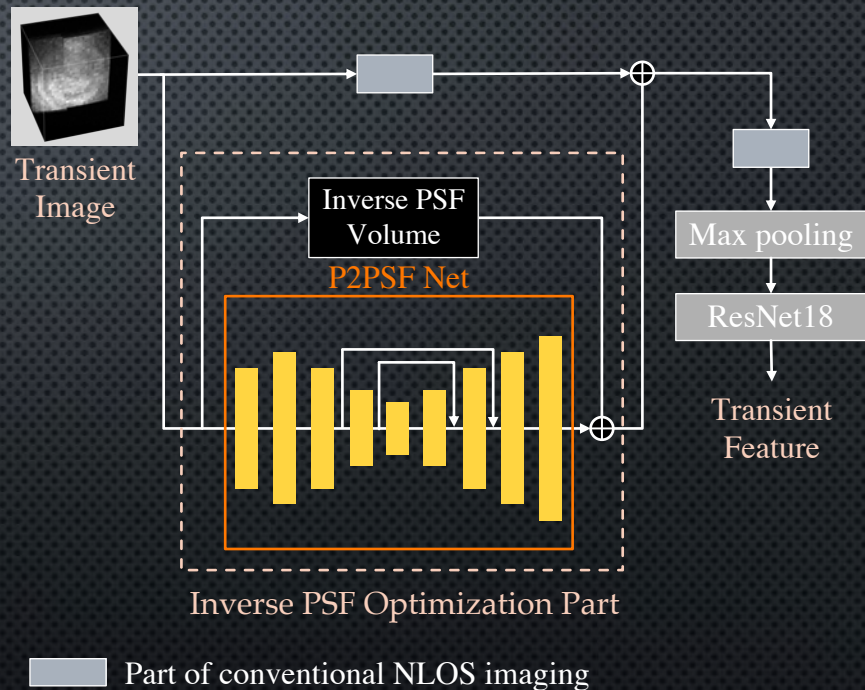 Transient
Image
Inverse PSF
Volume
P2PSF Net
Max pooling
ResNet18
Transient
Feature
Inverse PSF Optimization Part
Part of conventional NLOS imaging